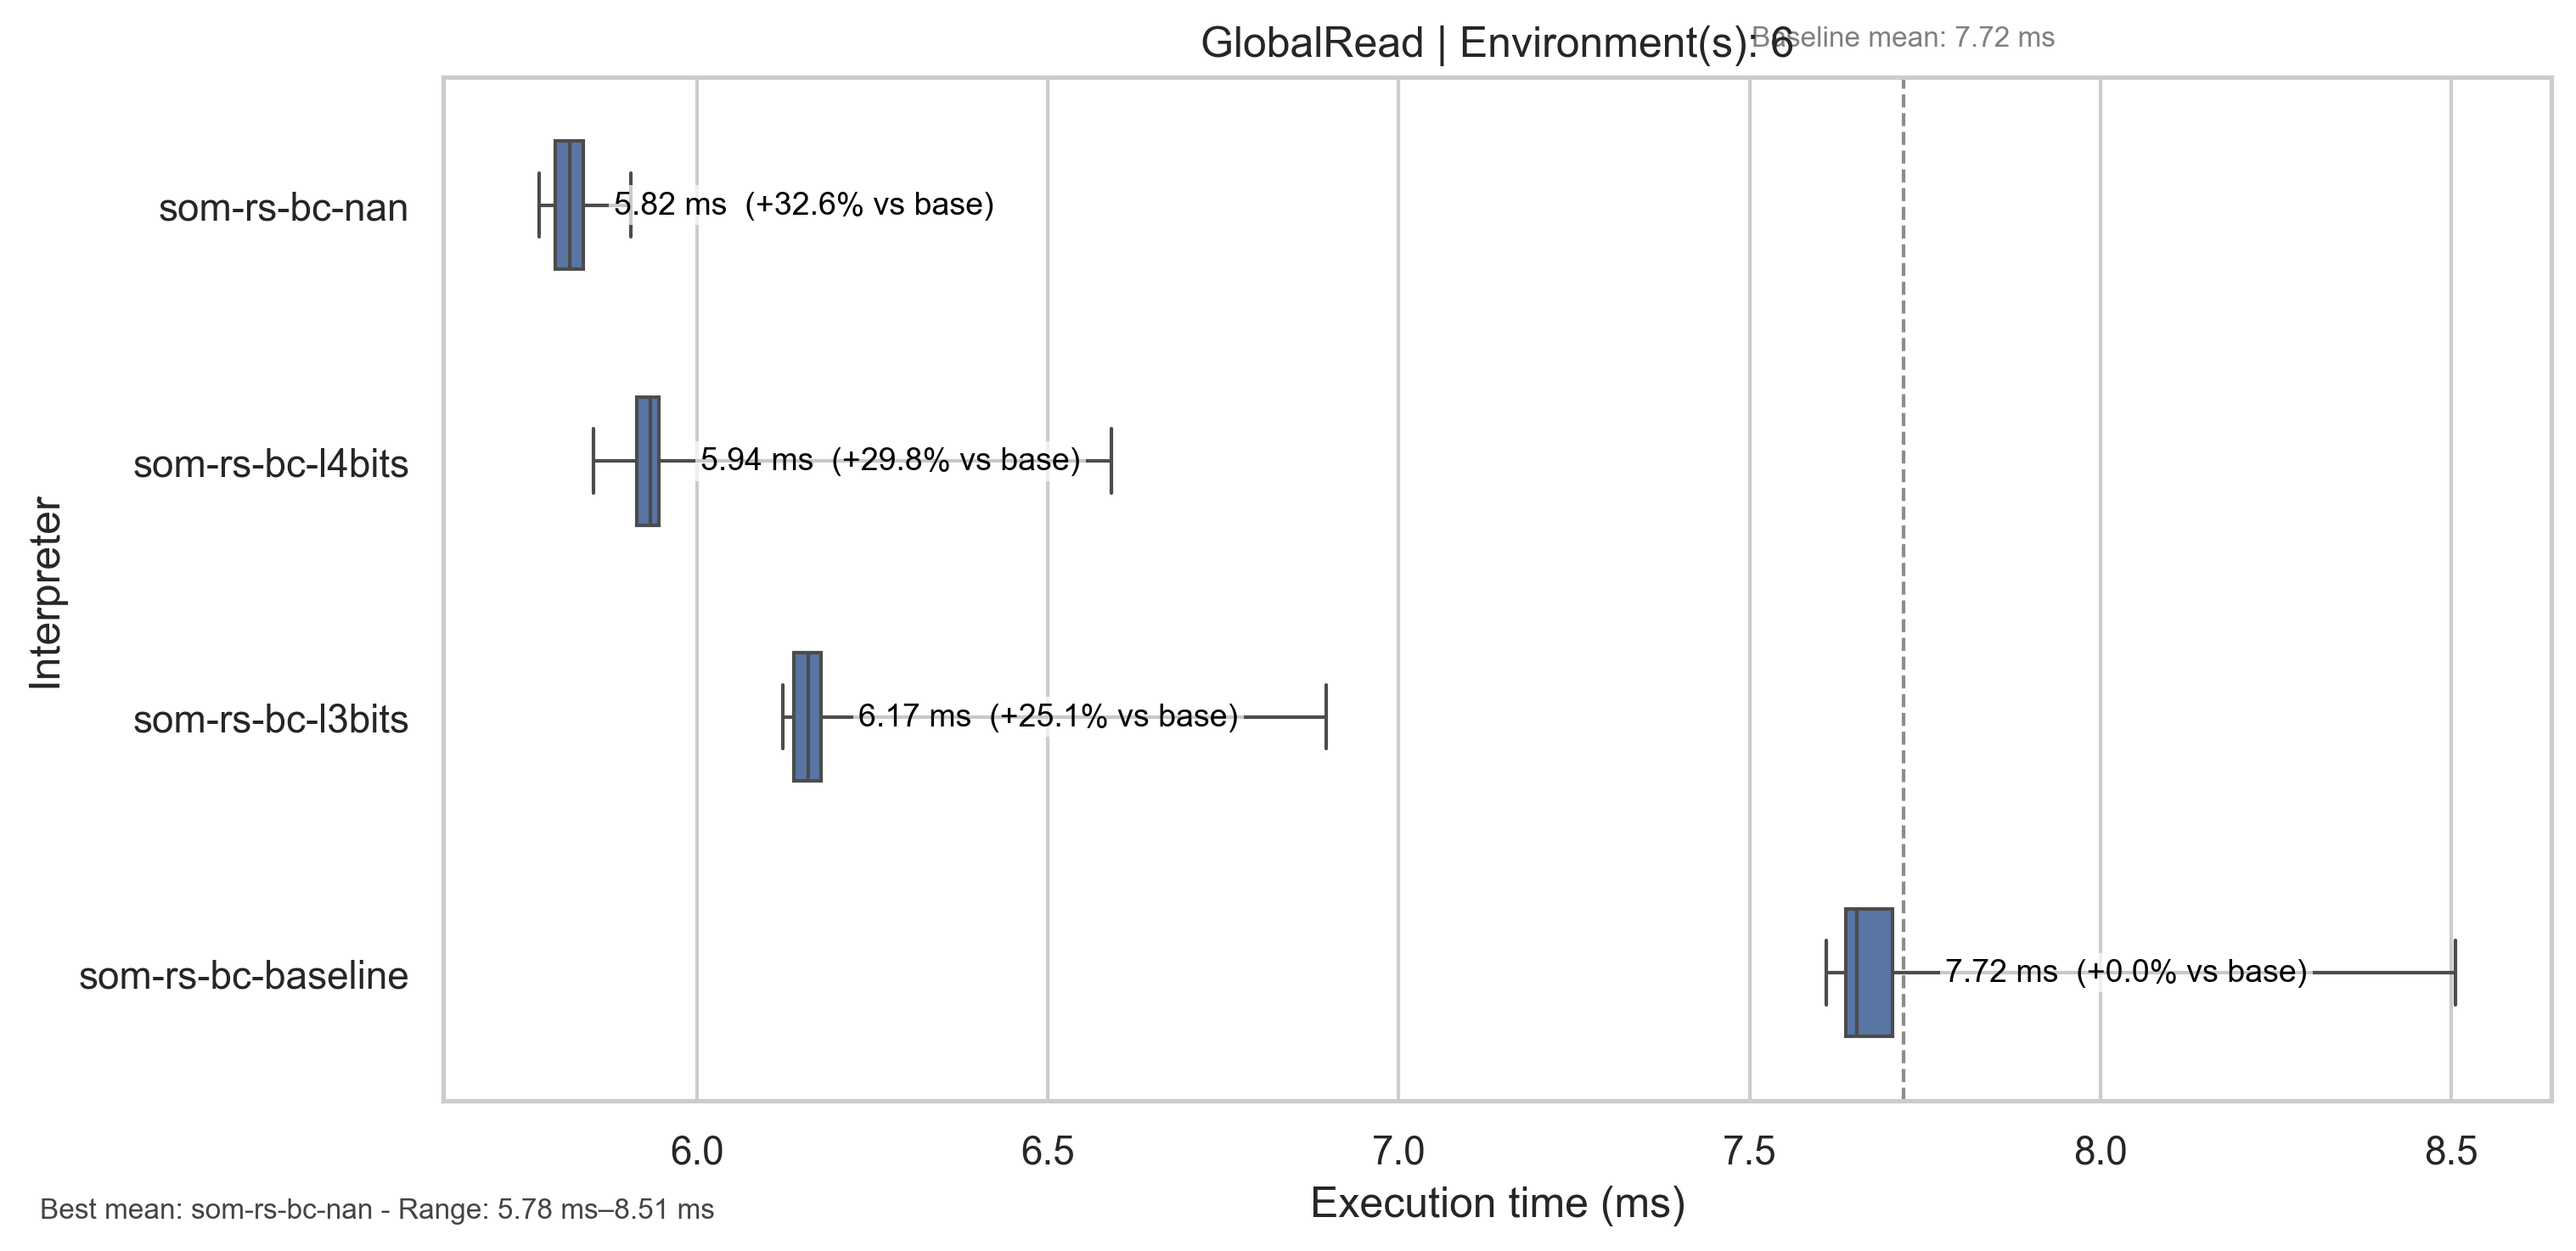 GlobalRead | Environment(s): 6
Baseline mean: 7.72 ms
Interpreter
som-rs-bc-nan
5.82 ms (+32.6% vs base)
som-rs-bc-l4bits
5.94 ms (+29.8% vs base)
som-rs-bc-l3bits
6.17 ms (+25.1% vs base)
som-rs-bc-baseline
7.72 ms (+0.0% vs base)
6.0 6.5 7.0 7.5 8.0 8.5
Execution time (ms)
Best mean: som-rs-bc-nan - Range: 5.78 ms–8.51 ms